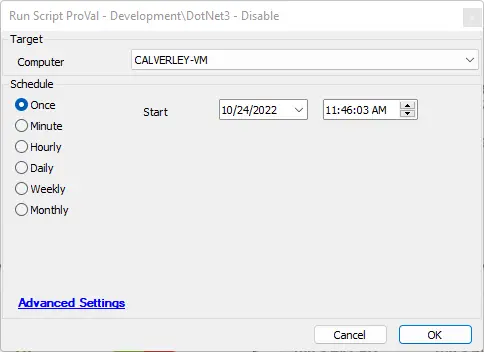 Run Script ProVal - Development\DotNet3 - Disable
Target
Computer CALVERLEY-VM
Schedule
Once Start 10/24/2022 11:46:03 AM
Minute
Hourly
Daily
Weekly
Monthly
Advanced Settings
Cancel OK